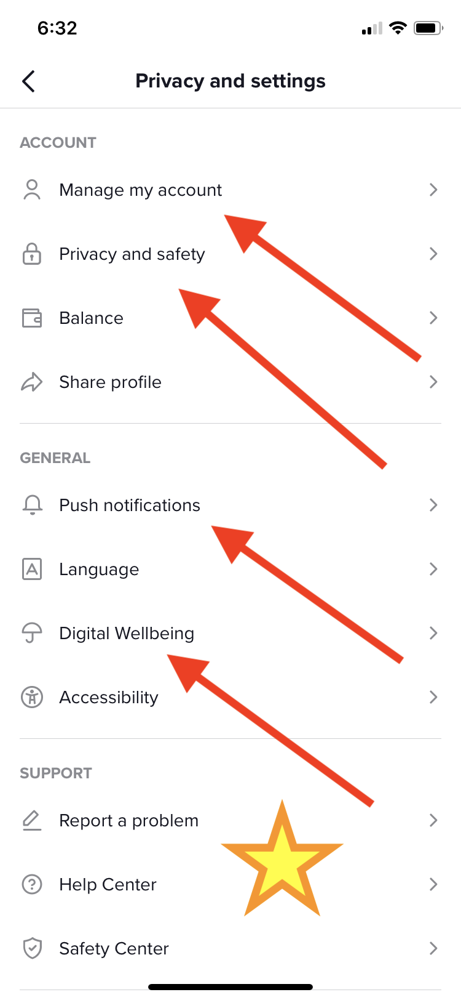 6:32
Privacy and settings
ACCOUNT
Manage my account
Privacy and safety
Balance
Share profile
GENERAL
Push notifications
Language
Digital Wellbeing
Accessibility
SUPPORT
Report a problem
Help Center
Safety Center